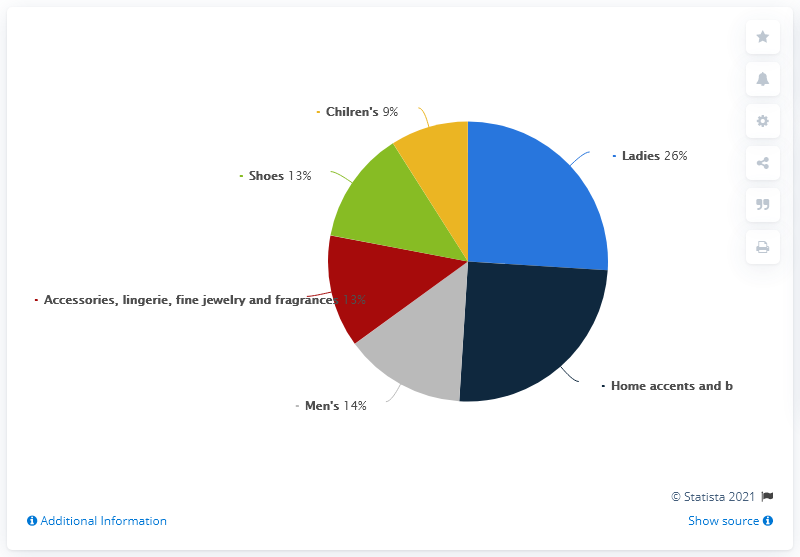 Chilren's 9%
Ladies 26%
Shoes 13%
Accessories, lingerie, fine jewelry and fragrances 13%
Home accents and b
Men's 14%
© Statista 2021
Additional Information
Show source